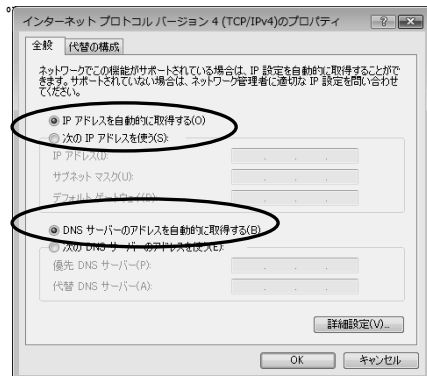 インターネット プロトコル バージョン 4 (TCP/IPv4)のプロパティ
全般 代替の構成
ネットワークでこの機能がサポートされている場合は、IP 設定を自動的に取得することがで
きます。サポートされていない場合は、ネットワーク管理者に適切な IP 設定を問い合わせ
てください。
IP アドレスを自動的に取得する(O)
次の IP アドレスを使う(S):
IP アドレス(I):
サブネット マスク(U):
デフォルト ゲートウェイ(D):
DNS サーバーのアドレスを自動的に取得する(B)
次の DNS サーバーのアドレスを使う(E):
優先 DNS サーバー(P):
代替 DNS サーバー(A):
詳細設定(V)...
OK キャンセル